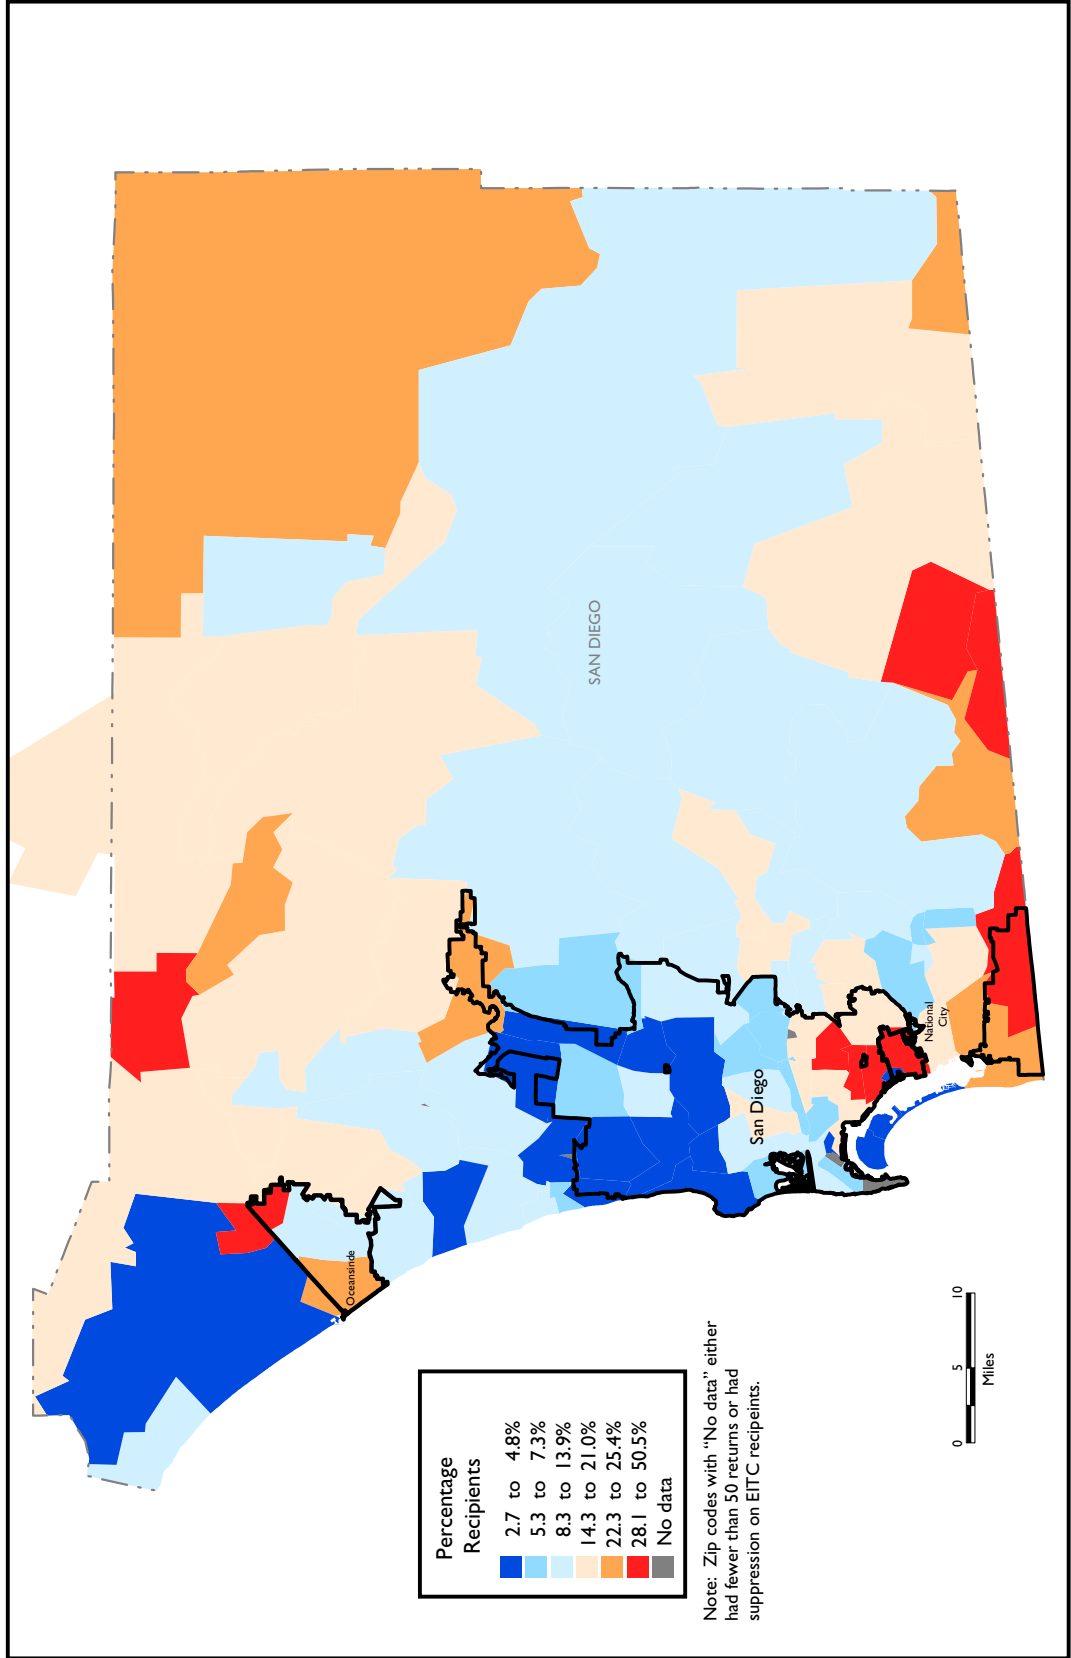 SAN DIEGO
National
City
San Diego
Oceansinde
Percentage
Recipients
2.7 to 4.8%
5.3 to 7.3%
8.3 to 13.9%
14.3 to 21.0%
22.3 to 25.4%
28.1 to 50.5%
No data
Note: Zip codes with “No data” either
had fewer than 50 returns or had
suppression on EITC recipeints.
0 5 10
Miles